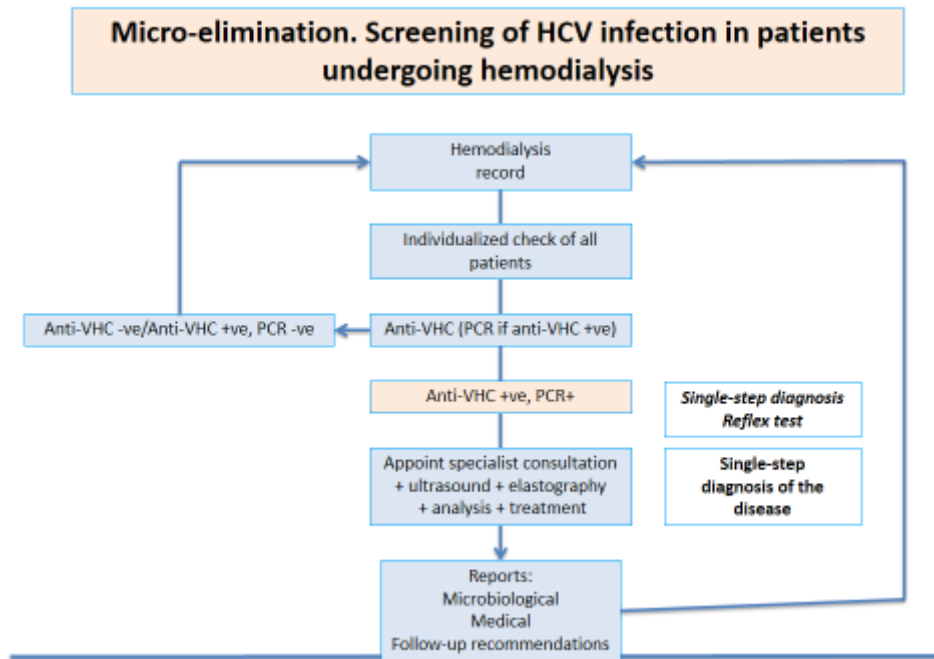 Micro-elimination. Screening of HCV infection in patients
undergoing hemodialysis
Hemodialysis
record
Individualized check of all
patients
Anti-VHC -ve/Anti-VHC +ve, PCR -ve
Anti-VHC (PCR if anti-VHC +ve)
Anti-VHC +ve, PCR+
Single-step diagnosis
Reflex test
Appoint specialist consultation
+ ultrasound + elastography
+ analysis + treatment
Single-step
diagnosis of the
disease
Reports:
Microbiological
Medical
Follow-up recommendations